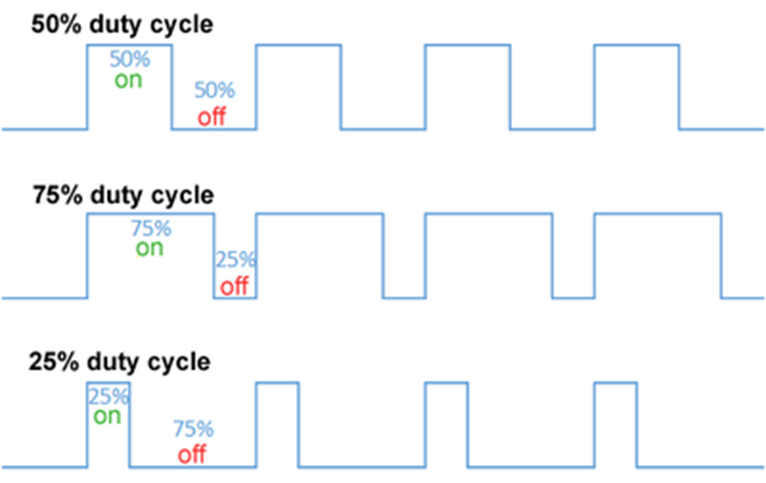 50% duty cycle
50%
on
50%
off
75% duty cycle
75%
on
25%
off
25% duty cycle
25%
on
75%
off